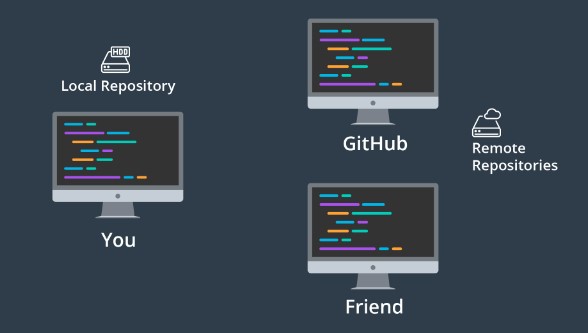 HDD
Local Repository
You
GitHub
Remote
Repositories
Friend